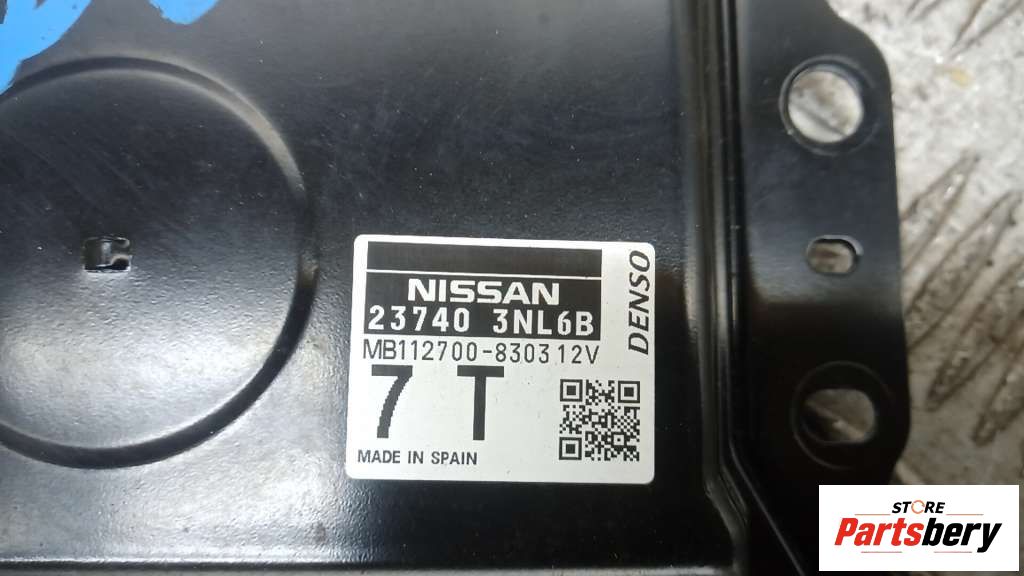 NISSAN
23740 3NL6B
MB112700-8303 12V
7 T
MADE IN SPAIN
DENSO
STORE
Partsbery